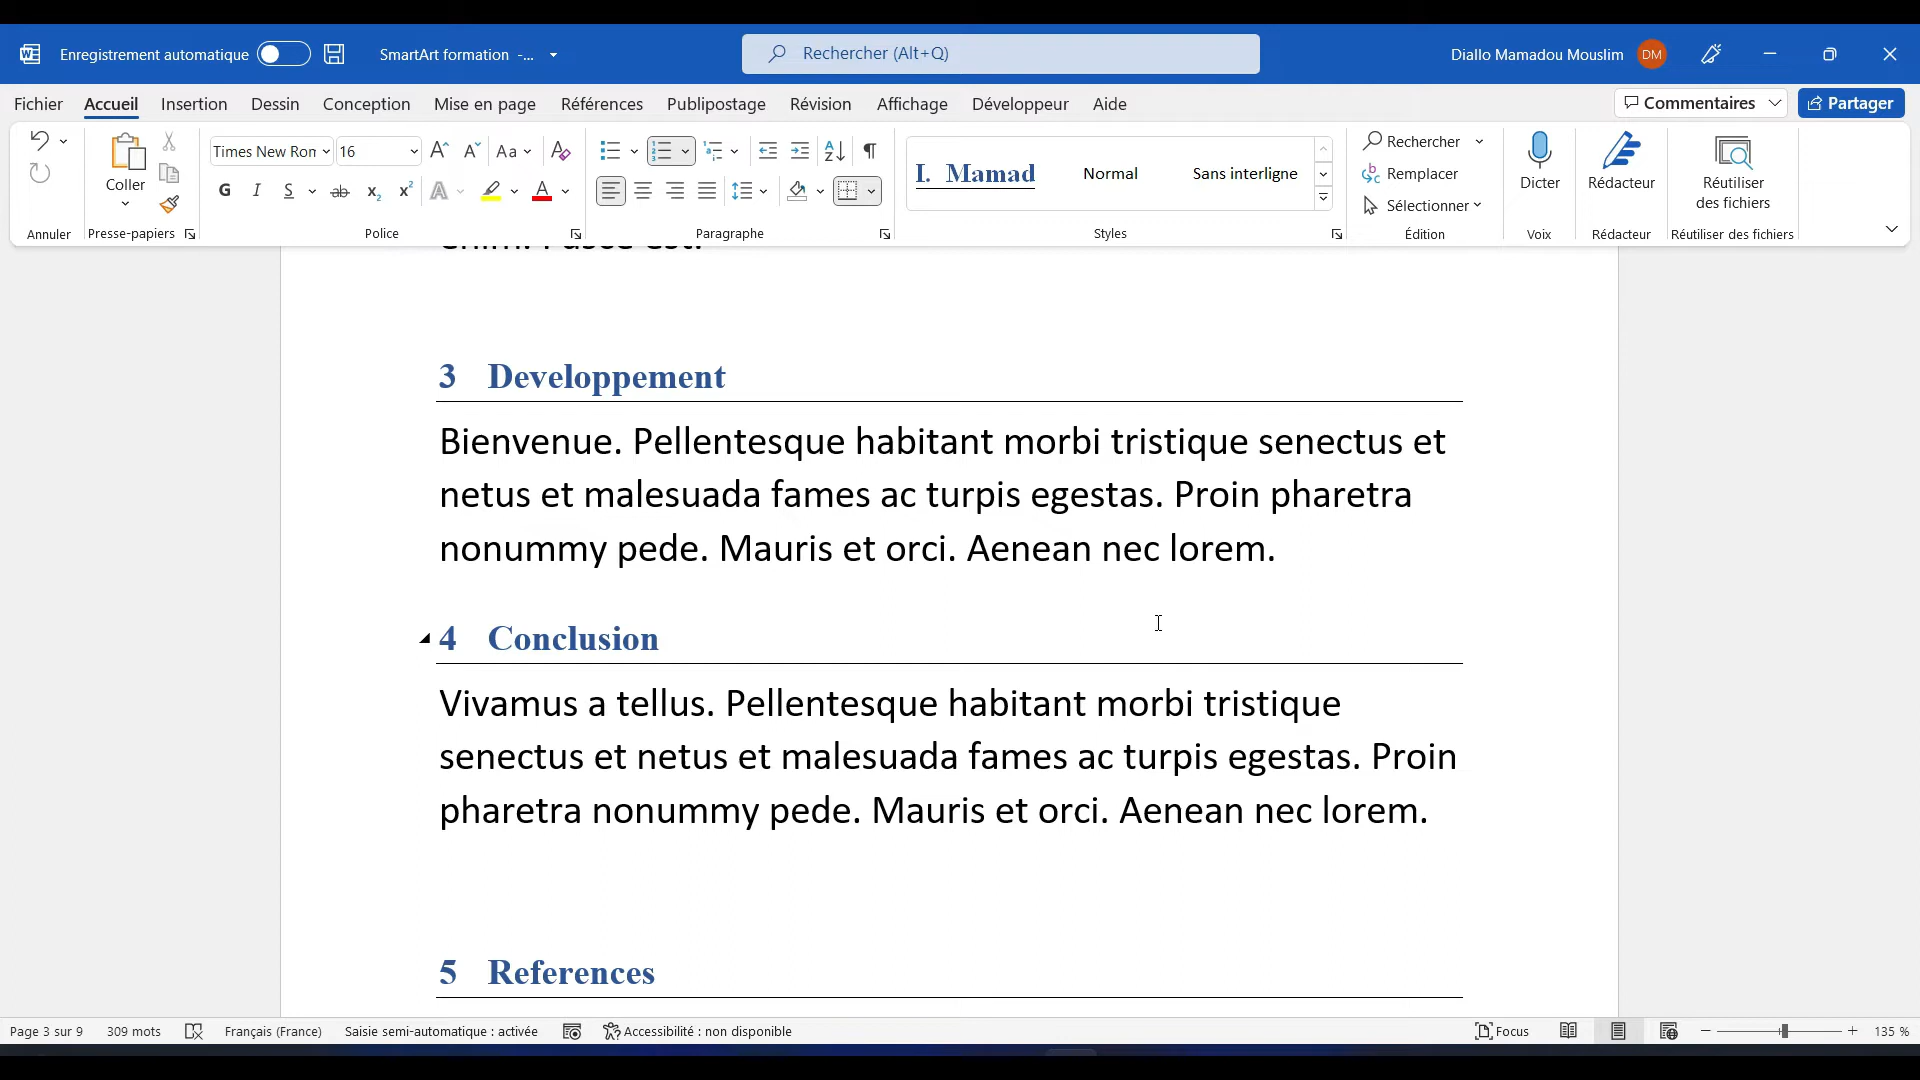 Enregistrement automatique
SmartArt formation -...
Rechercher (Alt+Q)
Diallo Mamadou Mouslim
DM
Fichier Accueil Insertion Dessin Conception Mise en page Références Publipostage Révision Affichage Développeur Aide
Commentaires
Partager
Times New Ron
16
Coller
Annuler
Presse-papiers
Police
Paragraphe
I. Mamad
Normal
Sans interligne
Styles
Rechercher
Remplacer
Sélectionner
Édition
Dicter
Voix
Rédacteur
Rédacteur
Réutiliser
des fichiers
Réutiliser des fichiers
3 Developpement
Bienvenue. Pellentesque habitant morbi tristique senectus et
netus et malesuada fames ac turpis egestas. Proin pharetra
nonummy pede. Mauris et orci. Aenean nec lorem.
4 Conclusion
Vivamus a tellus. Pellentesque habitant morbi tristique
senectus et netus et malesuada fames ac turpis egestas. Proin
pharetra nonummy pede. Mauris et orci. Aenean nec lorem.
5 References
Page 3 sur 9 309 mots Français (France) Saisie semi-automatique : activée Accessibilité : non disponible
Focus
135 %